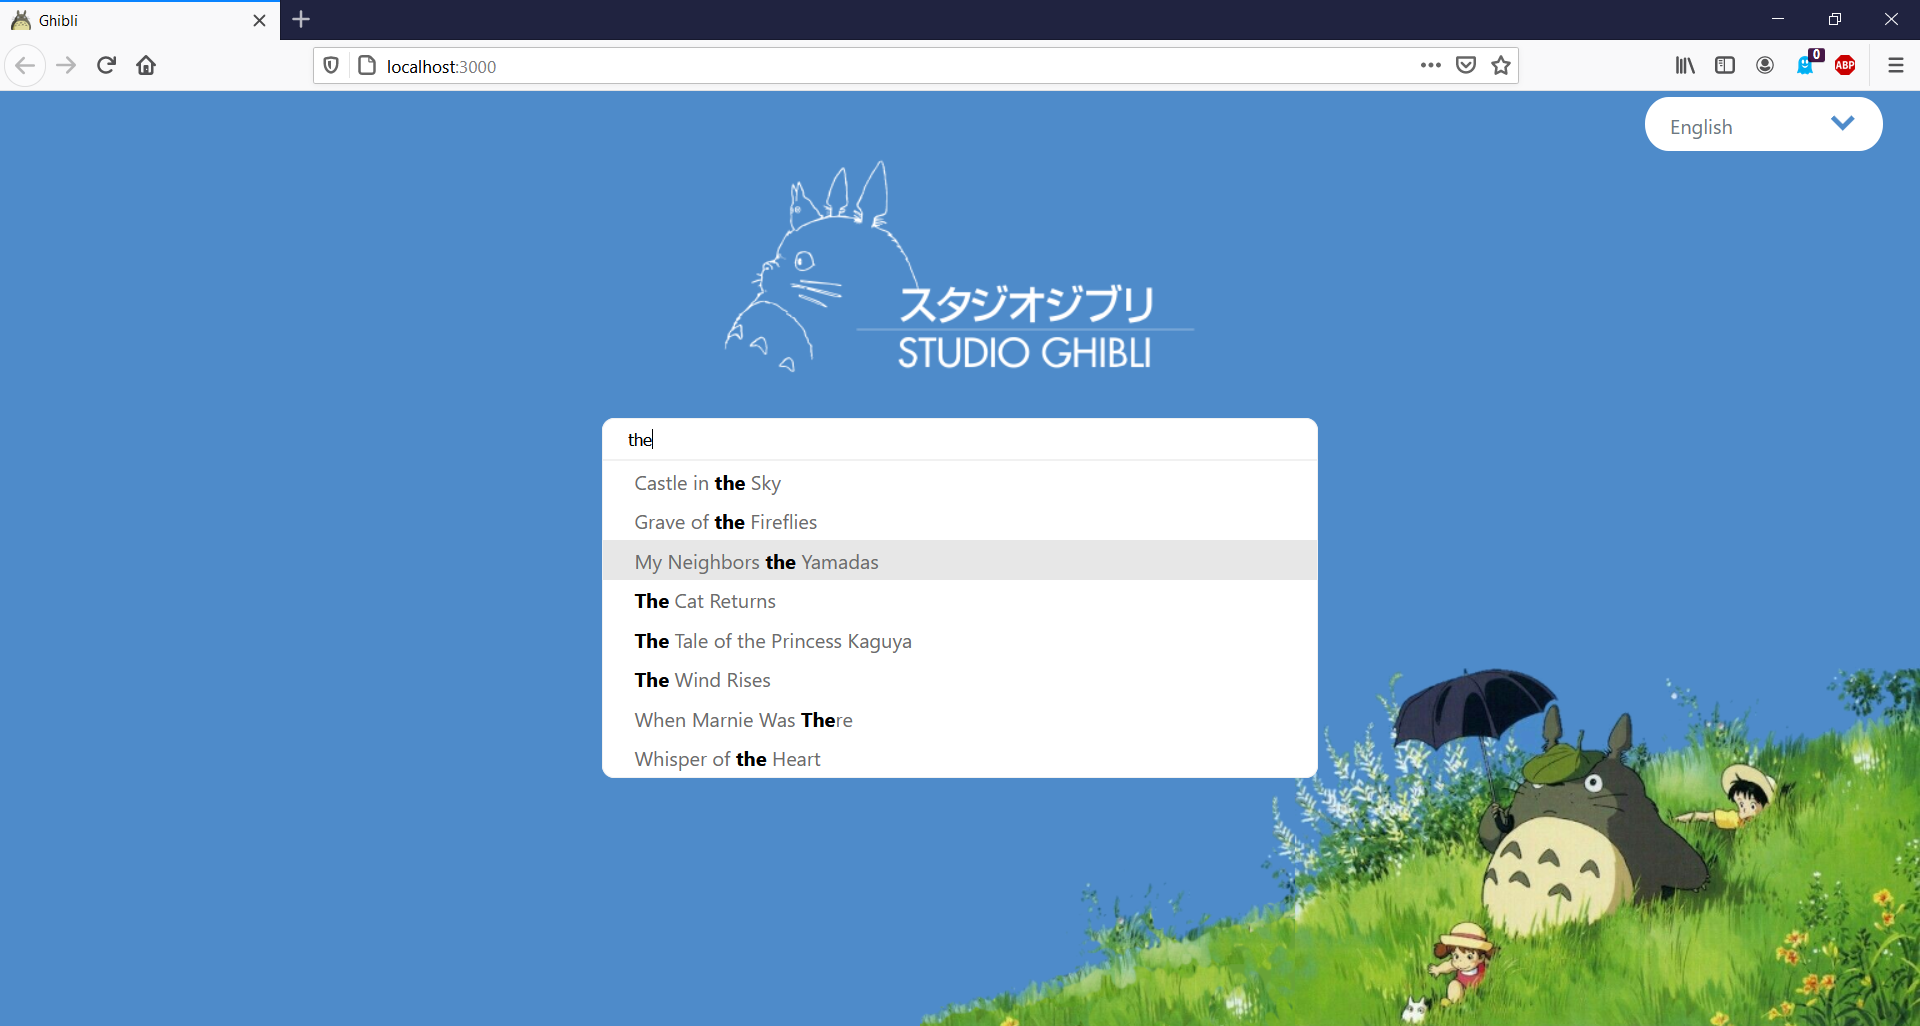 Ghibli
localhost:3000
0
ABP
English
スタジオジブリ
STUDIO GHIBLI
the
Castle in the Sky
Grave of the Fireflies
My Neighbors the Yamadas
The Cat Returns
The Tale of the Princess Kaguya
The Wind Rises
When Marnie Was There
Whisper of the Heart